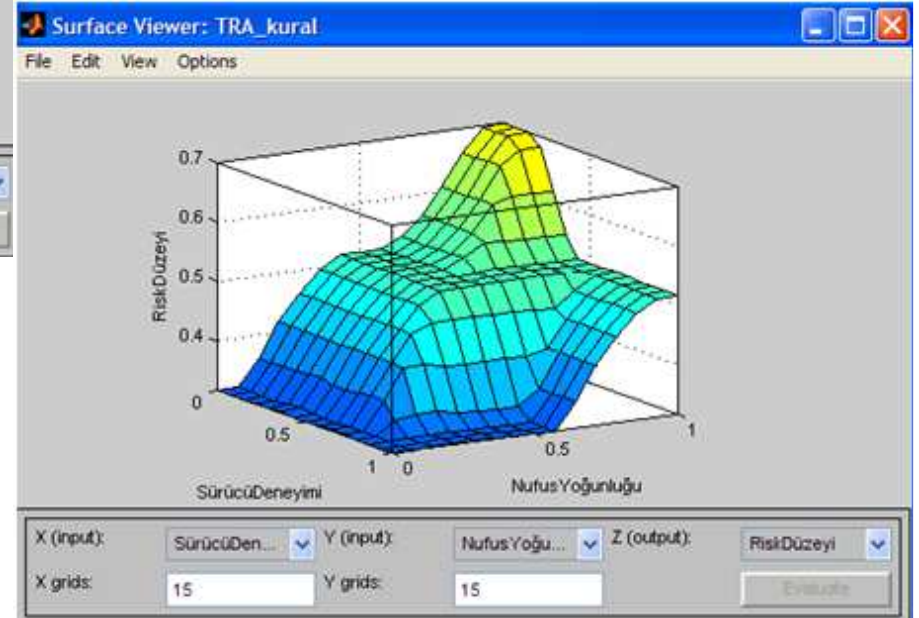 Surface Viewer: TRA_kural
File Edit View Options
0.7
0.6
0.5
0.4
RiskDüzeyi
0
0.5
1
SürücüDeneyimi
0
0.5
1
NufusYoğunluğu
X (input): SürücüDen... Y (input): NufusYoğu... Z (output): RiskDüzeyi
X grids: 15 Y grids: 15 Evaluate